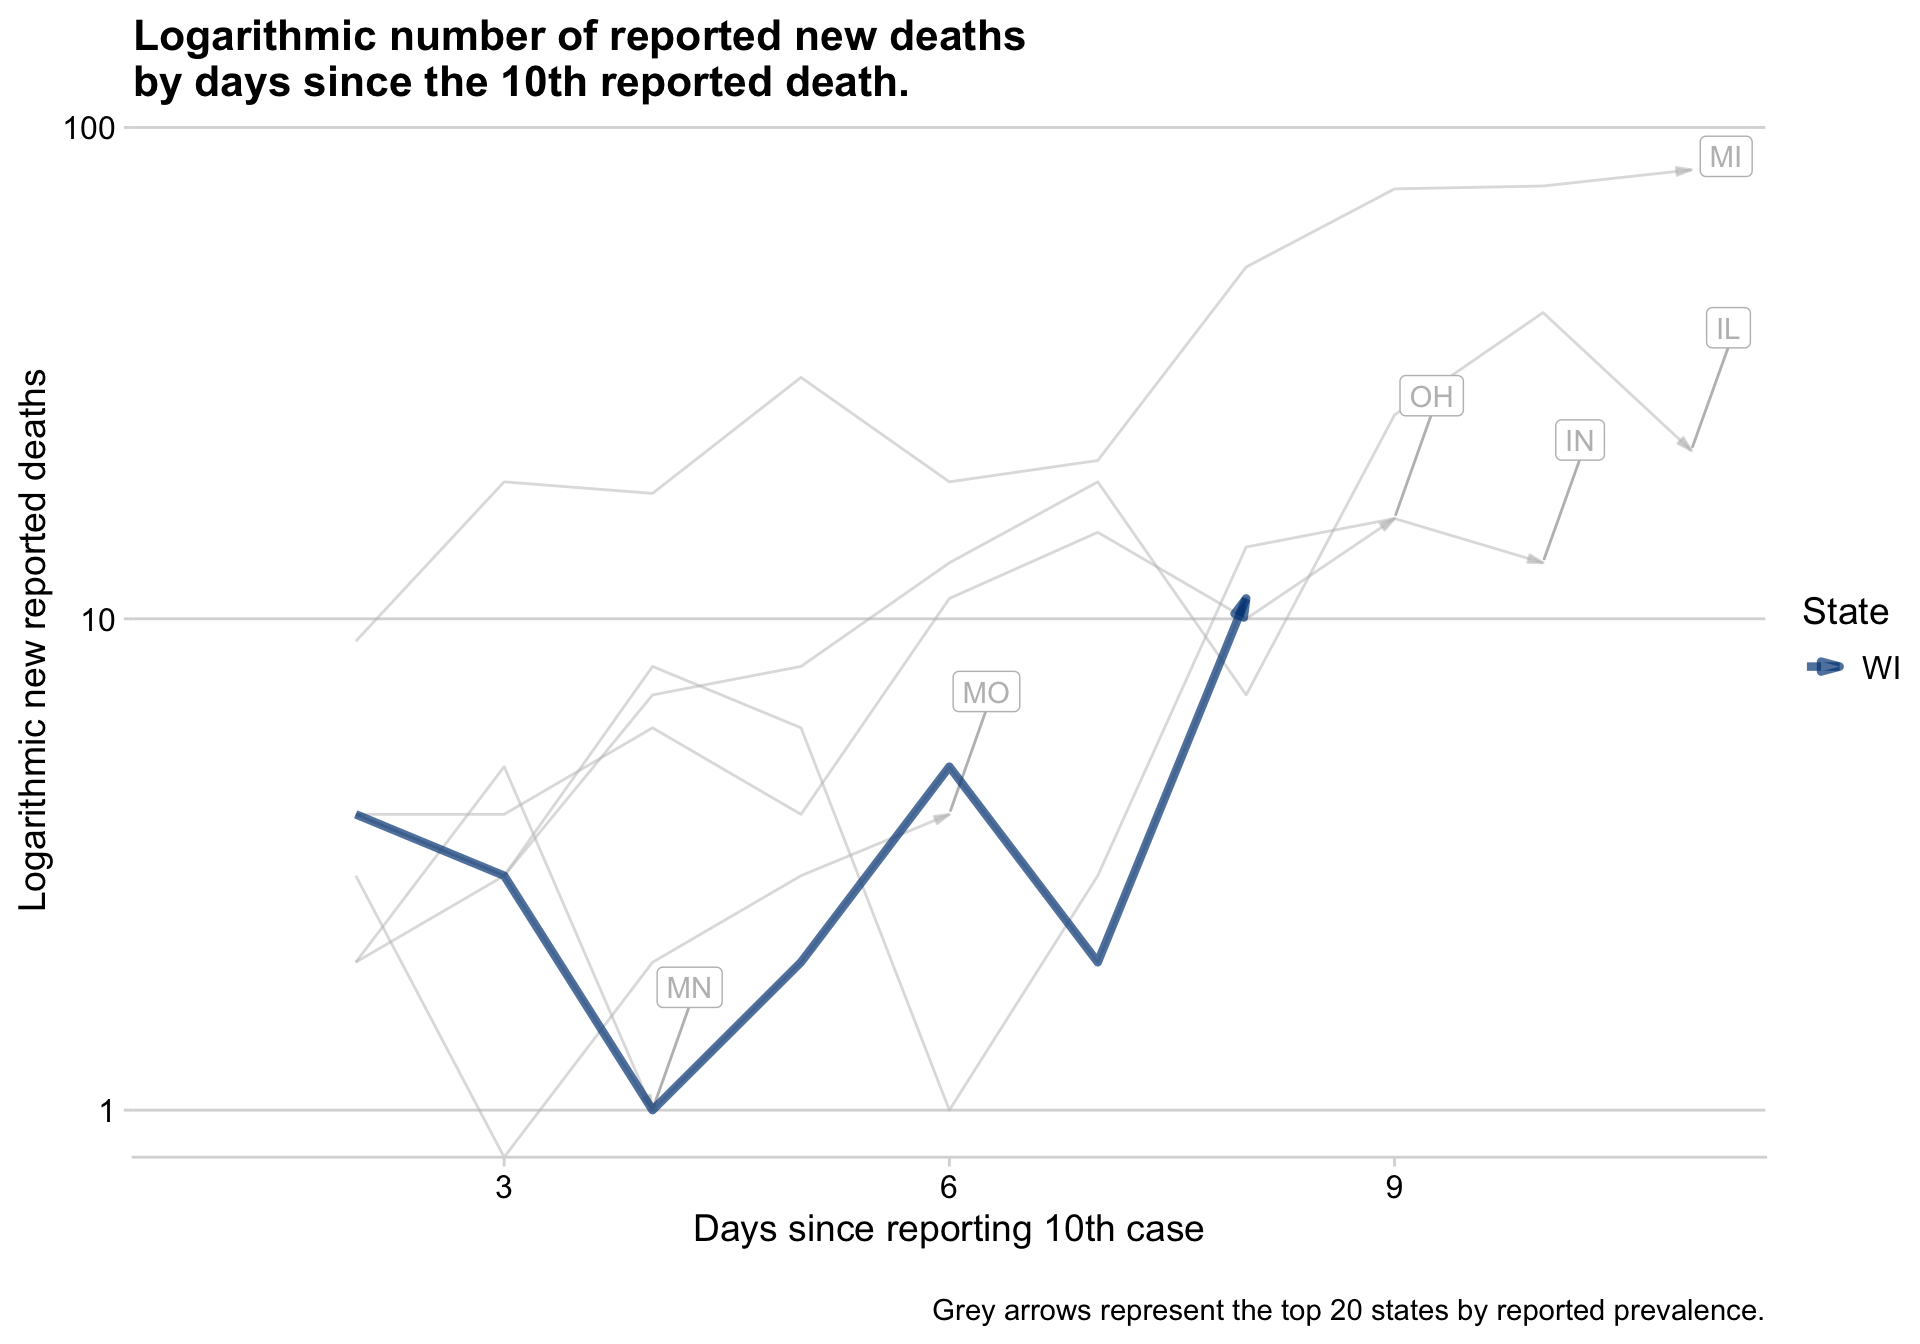 Logarithmic number of reported new deaths
by days since the 10th reported death.
100
MI
IL
OH
IN
Logarithmic new reported deaths
10
State
WI
MO
MN
1
3 6 9
Days since reporting 10th case
Grey arrows represent the top 20 states by reported prevalence.